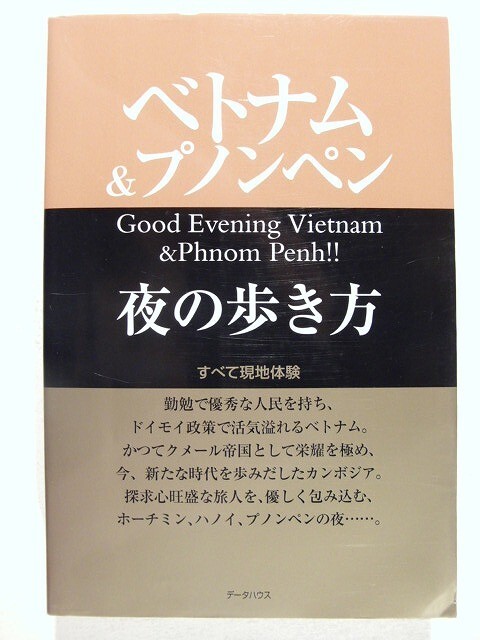 ベトナム
&プノンペン
Good Evening Vietnam
&Phnom Penh!!
夜の歩き方
すべて現地体験
勤勉で優秀な人民を持ち、
ドイモイ政策で活気溢れるベトナム。
かつてクメール帝国として栄耀を極め、
今、新たな時代を歩みだしたカンボジア。
探求心旺盛な旅人を、優しく包み込む、
ホーチミン、ハノイ、プノンペンの夜……。
データハウス